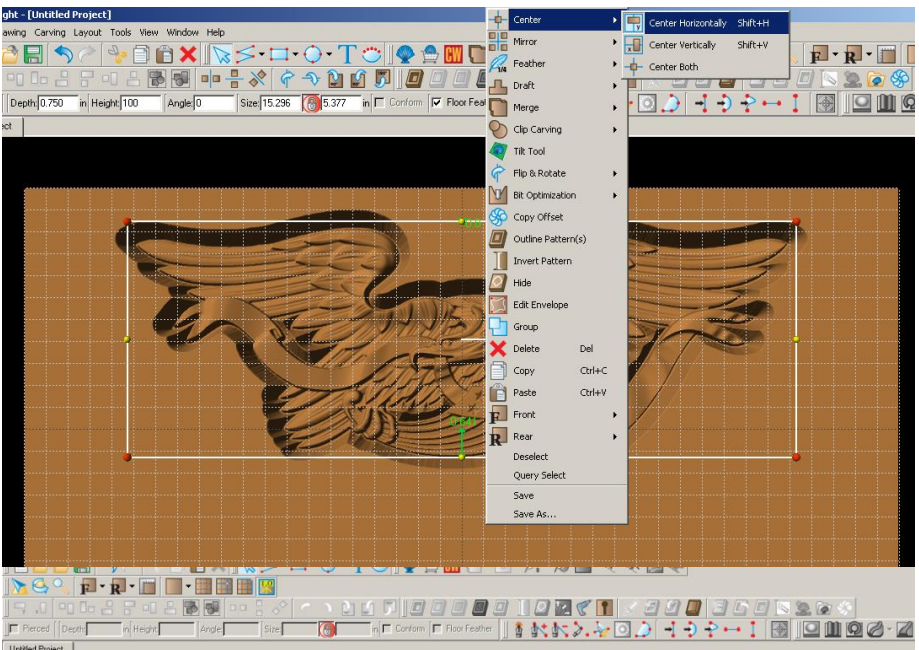 ght - [Untitled Project]
awing Carving Layout Tools View Window Help
Depth: 0.750 in Height: 100 Angle: 0 Size: 15.296 5.377 in Conform Floor Feat
ect
Center
Mirror
Feather
Draft
Merge
Clip Carving
Tilt Tool
Flip & Rotate
Bit Optimization
Copy Offset
Outline Pattern(s)
Invert Pattern
Hide
Edit Envelope
Group
Delete Del
Copy Ctrl+C
Paste Ctrl+V
Front
Rear
Deselect
Query Select
Save
Save As...
Center Horizontally Shift+H
Center Vertically Shift+V
Center Both
0.641
Pierced Depth in Height Angle Size in Conform Floor Feather
Untitled Project